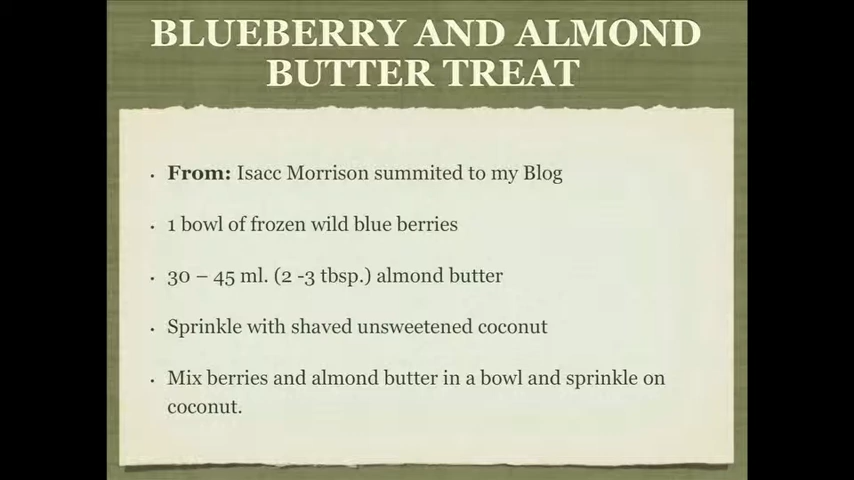 BLUEBERRY AND ALMOND
BUTTER TREAT
• From: Isacc Morrison summited to my Blog
• 1 bowl of frozen wild blue berries
• 30 – 45 ml. (2 -3 tbsp.) almond butter
• Sprinkle with shaved unsweetened coconut
• Mix berries and almond butter in a bowl and sprinkle on
coconut.